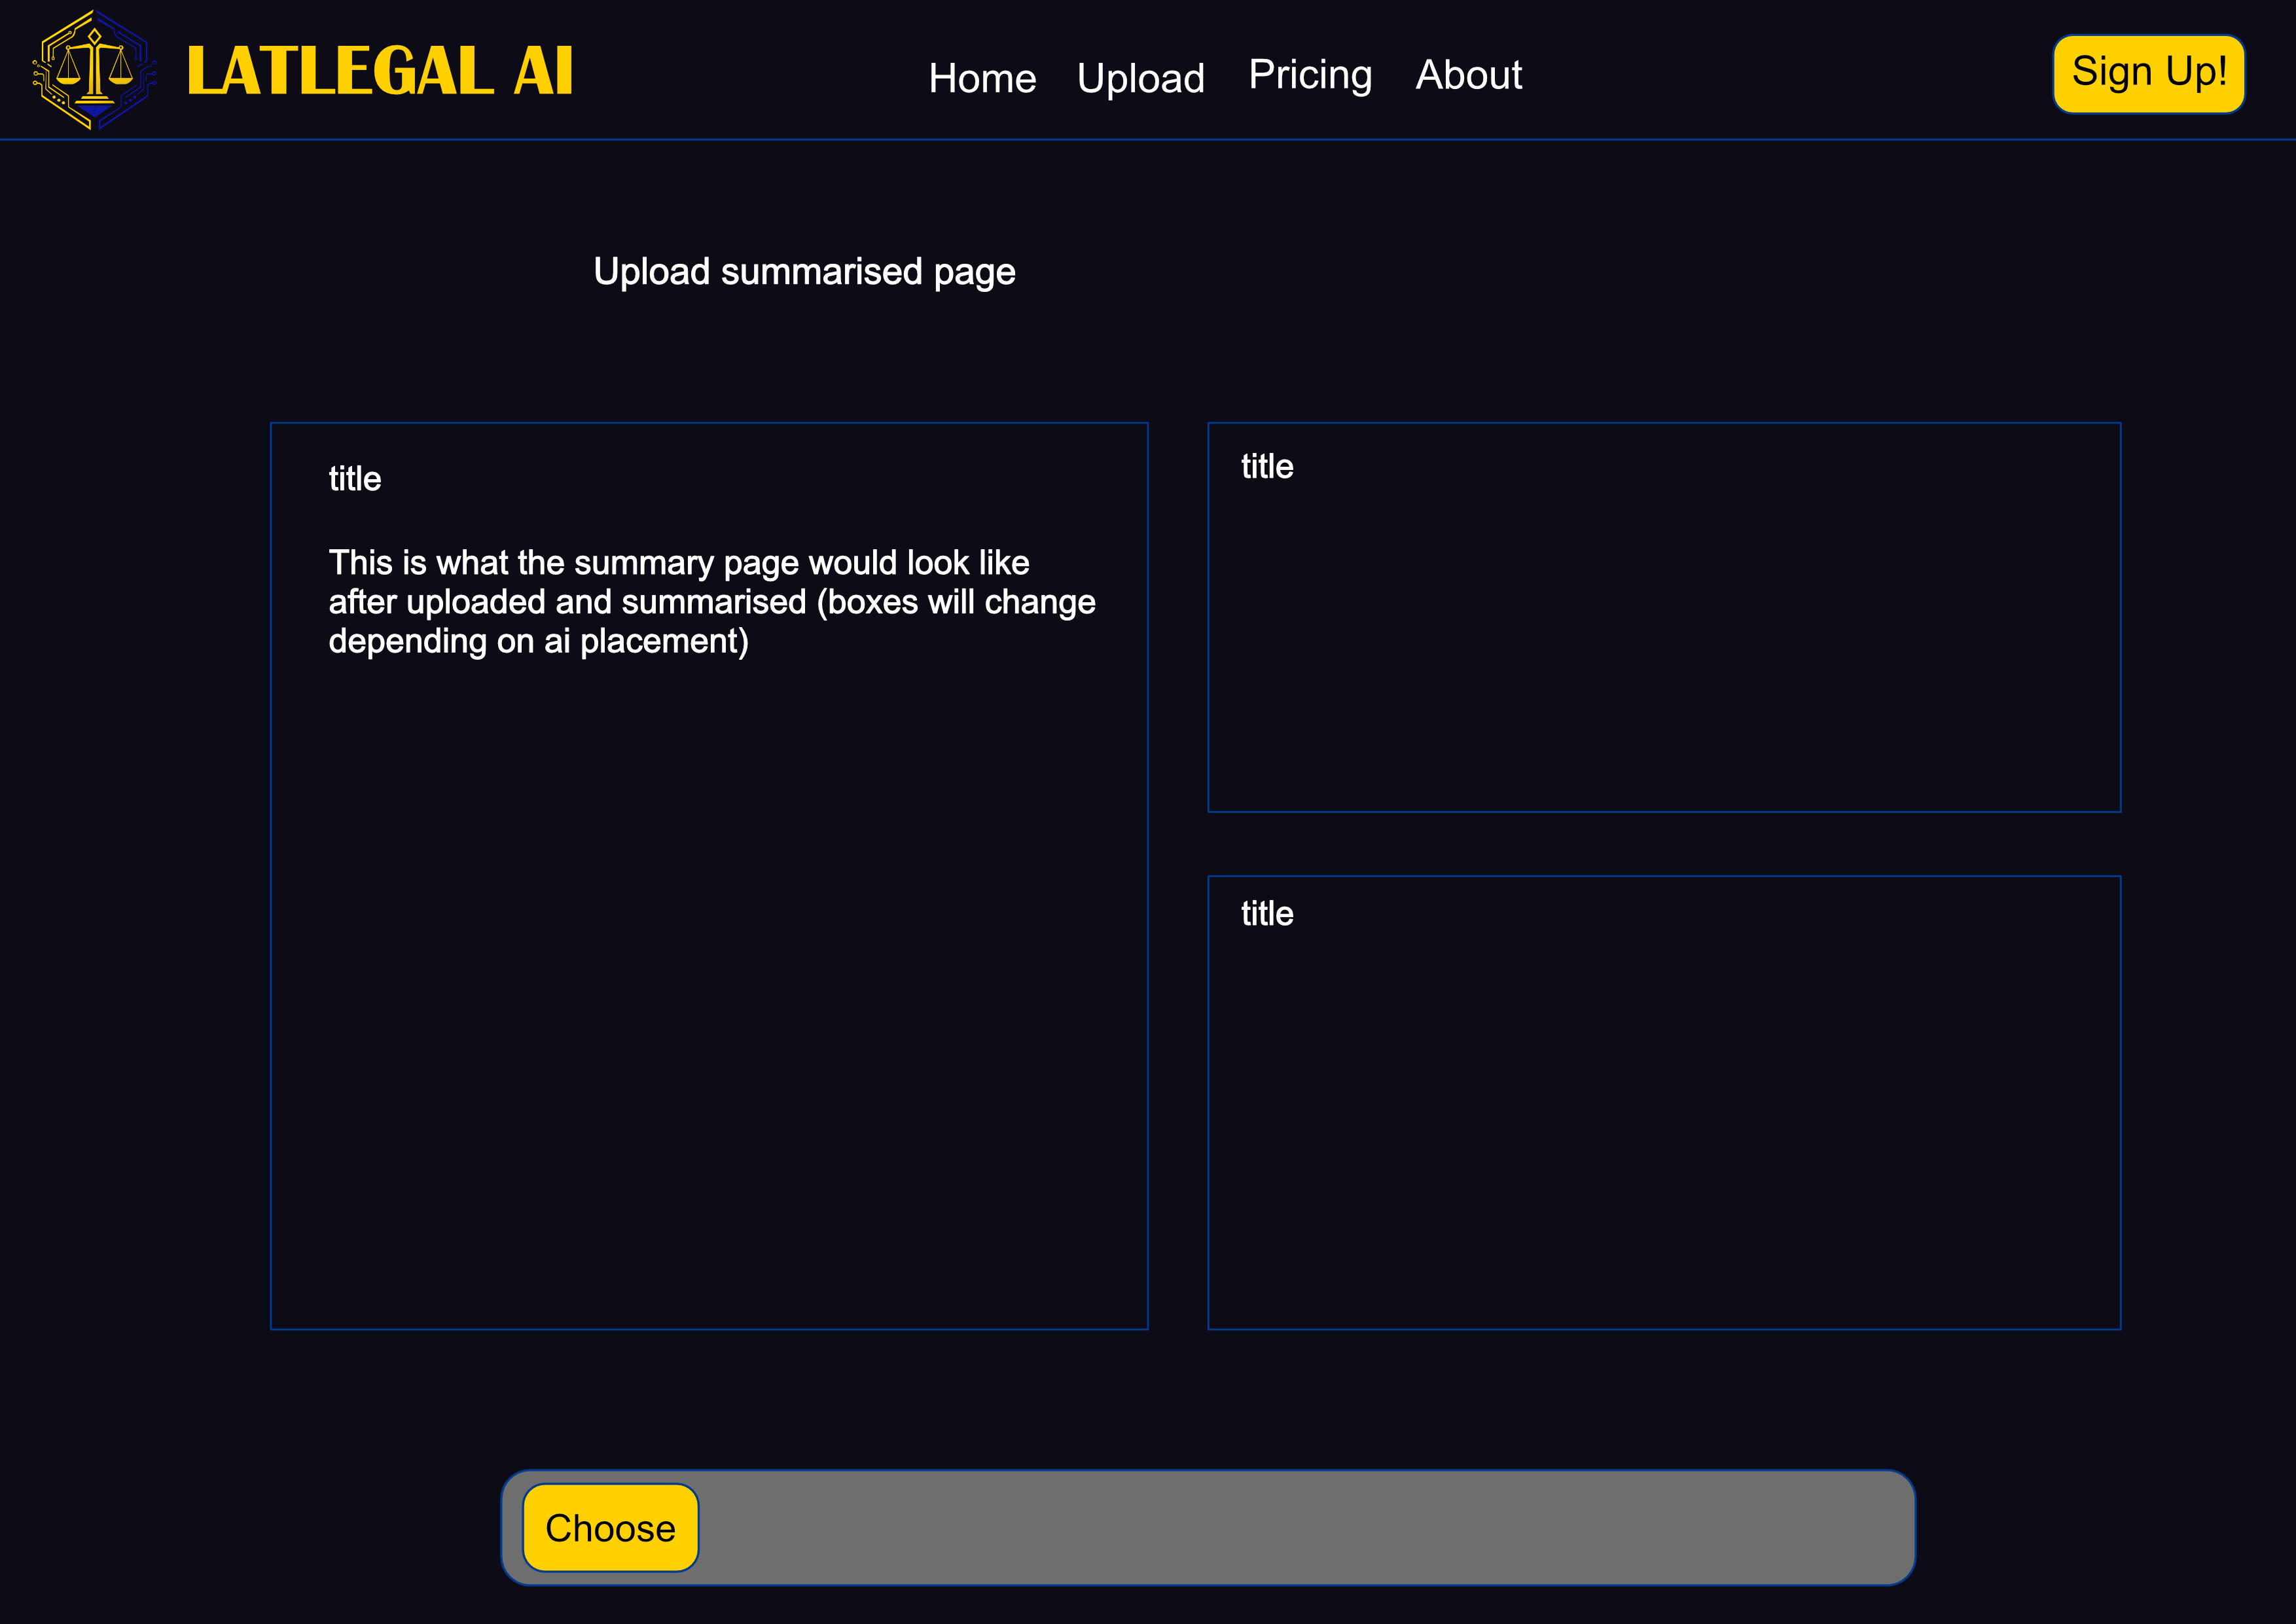 LATLEGAL AI
Home Upload Pricing About
Sign Up!
Upload summarised page
title
This is what the summary page would look like
after uploaded and summarised (boxes will change
depending on ai placement)
title
title
Choose